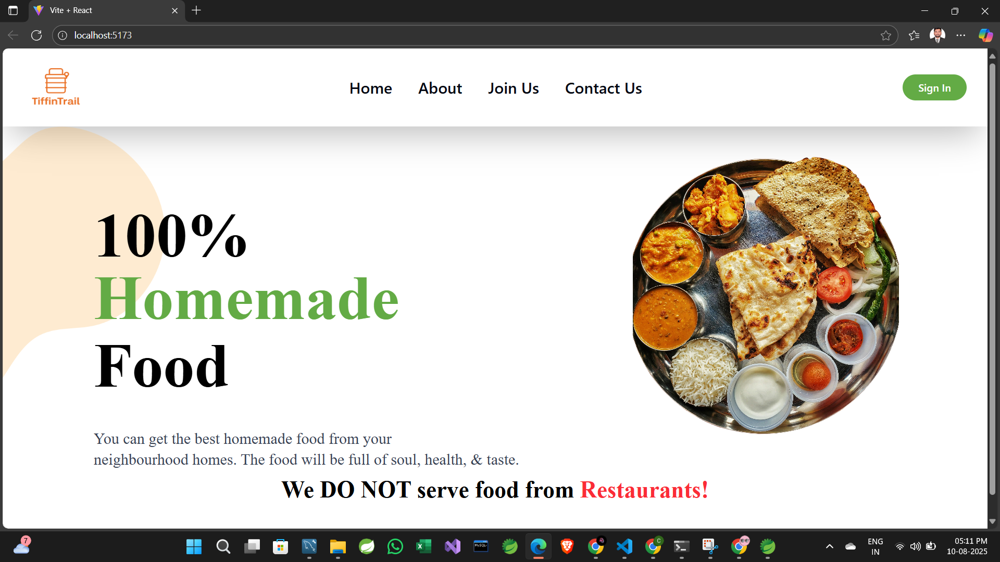 Vite + React
localhost:5173
TiffinTrail
Home About Join Us Contact Us
Sign In
100%
Homemade
Food
You can get the best homemade food from your
neighbourhood homes. The food will be full of soul, health, & taste.
We DO NOT serve food from Restaurants!
7
MySQL
C
ENG
IN
05:11 PM
10-08-2025